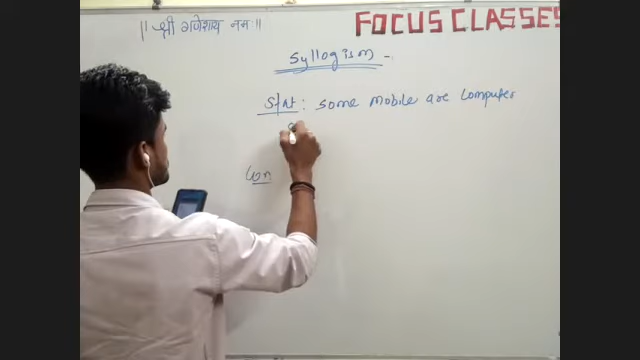 || श्री गणेशाय नमः ||
FOCUS CLASSES
Syllogism -
Stat : some mobile are Computer
Con